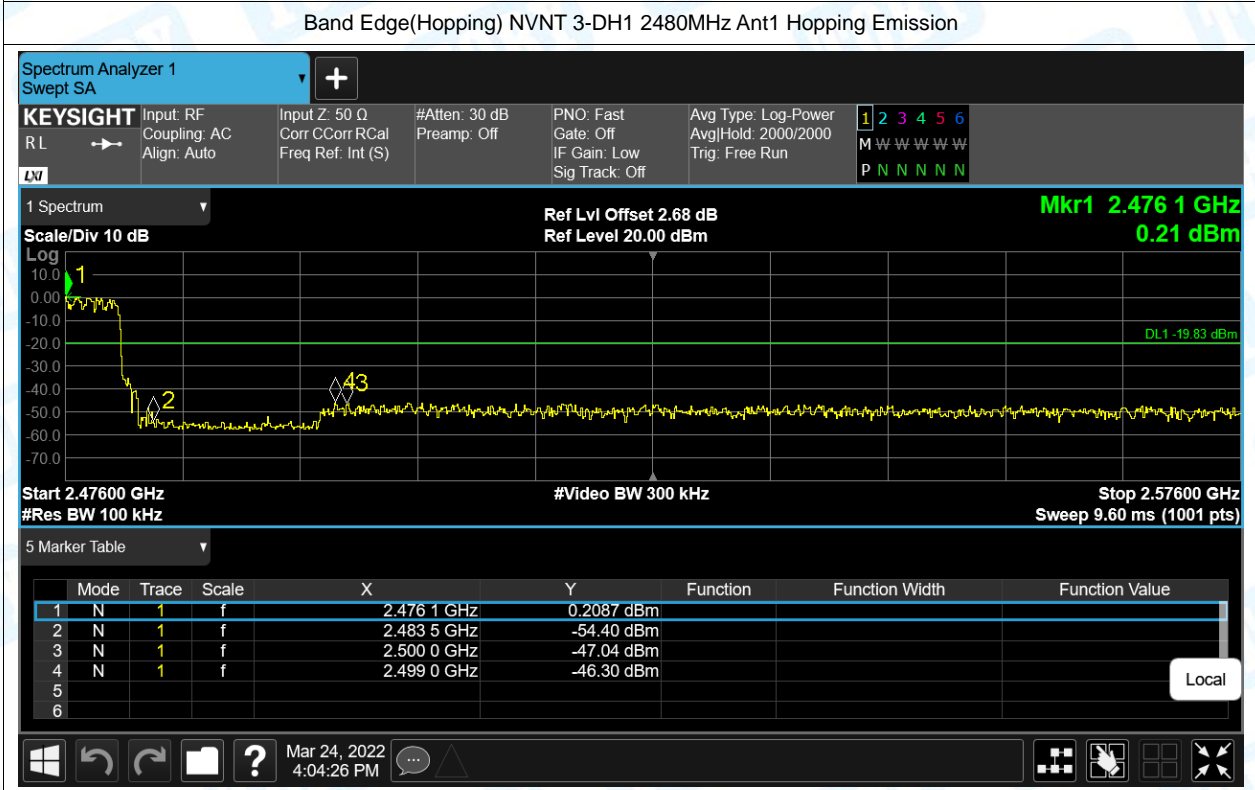 Band Edge(Hopping) NVNT 3-DH1 2480MHz Ant1 Hopping Emission
Spectrum Analyzer 1
Swept SA
KEYSIGHT
RL
LXI
Input: RF
Coupling: AC
Align: Auto
Input Z: 50 Ω
Corr CCorr RCal
Freq Ref: Int (S)
#Atten: 30 dB
Preamp: Off
PNO: Fast
Gate: Off
IF Gain: Low
Sig Track: Off
Avg Type: Log-Power
Avg|Hold: 2000/2000
Trig: Free Run
1 2 3 4 5 6
M W W W W W
P N N N N N
1 Spectrum
Scale/Div 10 dB
Ref Lvl Offset 2.68 dB
Ref Level 20.00 dBm
Mkr1 2.476 1 GHz
0.21 dBm
Log
10.0
0.00
-10.0
-20.0
-30.0
-40.0
-50.0
-60.0
-70.0
1
2
43
DL1 -19.83 dBm
Start 2.47600 GHz
#Video BW 300 kHz
Stop 2.57600 GHz
#Res BW 100 kHz
Sweep 9.60 ms (1001 pts)
5 Marker Table
Mode Trace Scale X Y Function Function Width Function Value
1 N 1 f 2.476 1 GHz 0.2087 dBm
2 N 1 f 2.483 5 GHz -54.40 dBm
3 N 1 f 2.500 0 GHz -47.04 dBm
4 N 1 f 2.499 0 GHz -46.30 dBm
5
6
Local
?
Mar 24, 2022
4:04:26 PM